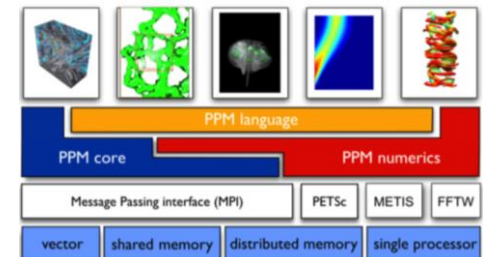 PPM language
PPM core
PPM numerics
Message Passing interface (MPI)
PETSc
METIS
FFTW
vector
shared memory
distributed memory
single processor